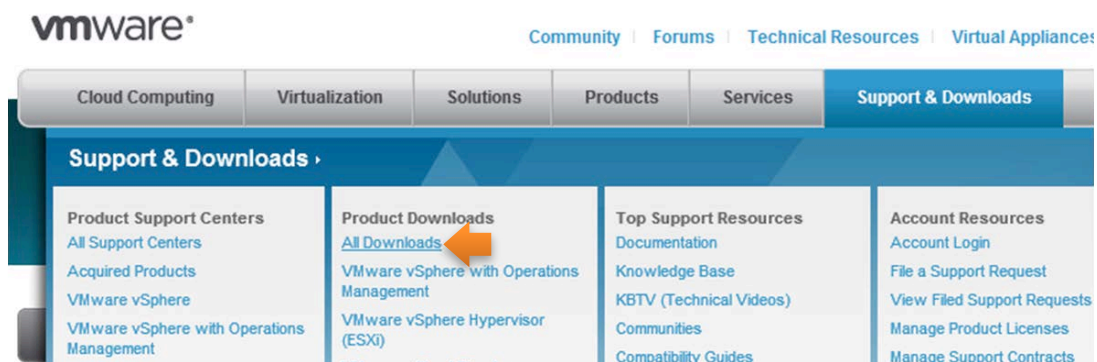 vmware®
Community | Forums | Technical Resources | Virtual Appliances
Cloud Computing
Virtualization
Solutions
Products
Services
Support & Downloads
Support & Downloads ›
Product Support Centers
All Support Centers
Acquired Products
VMware vSphere
VMware vSphere with Operations
Management
Product Downloads
All Downloads
VMware vSphere with Operations
Management
VMware vSphere Hypervisor
(ESXi)
Top Support Resources
Documentation
Knowledge Base
KBTV (Technical Videos)
Communities
Compatibility Guides
Account Resources
Account Login
File a Support Request
View Filed Support Requests
Manage Product Licenses
Manage Support Contracts